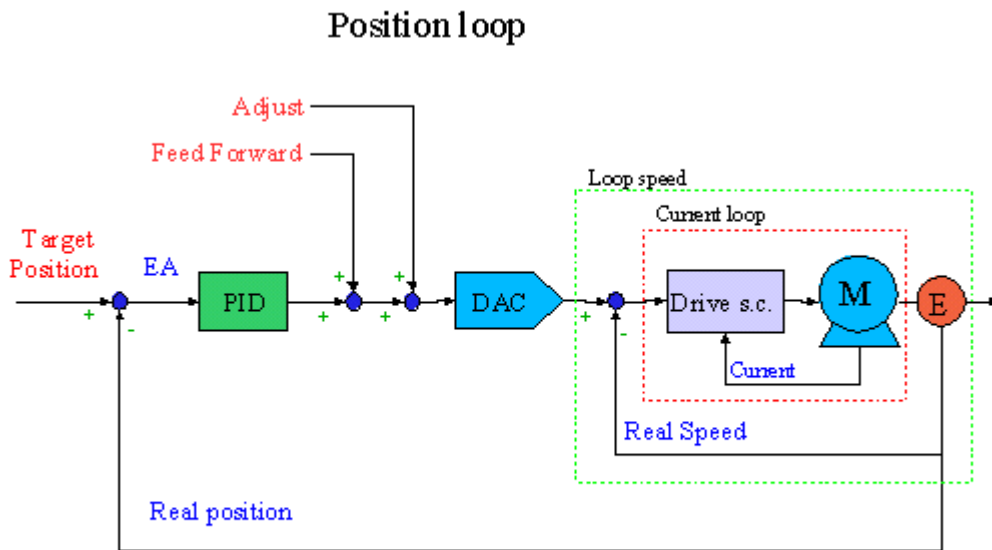 Position loop
Adjust
Feed Forward
Loop speed
Current loop
Target
Position
EA
+
-
PID
+
+
+
+
DAC
+
-
Drive s.c.
M
E
Current
Real Speed
Real position